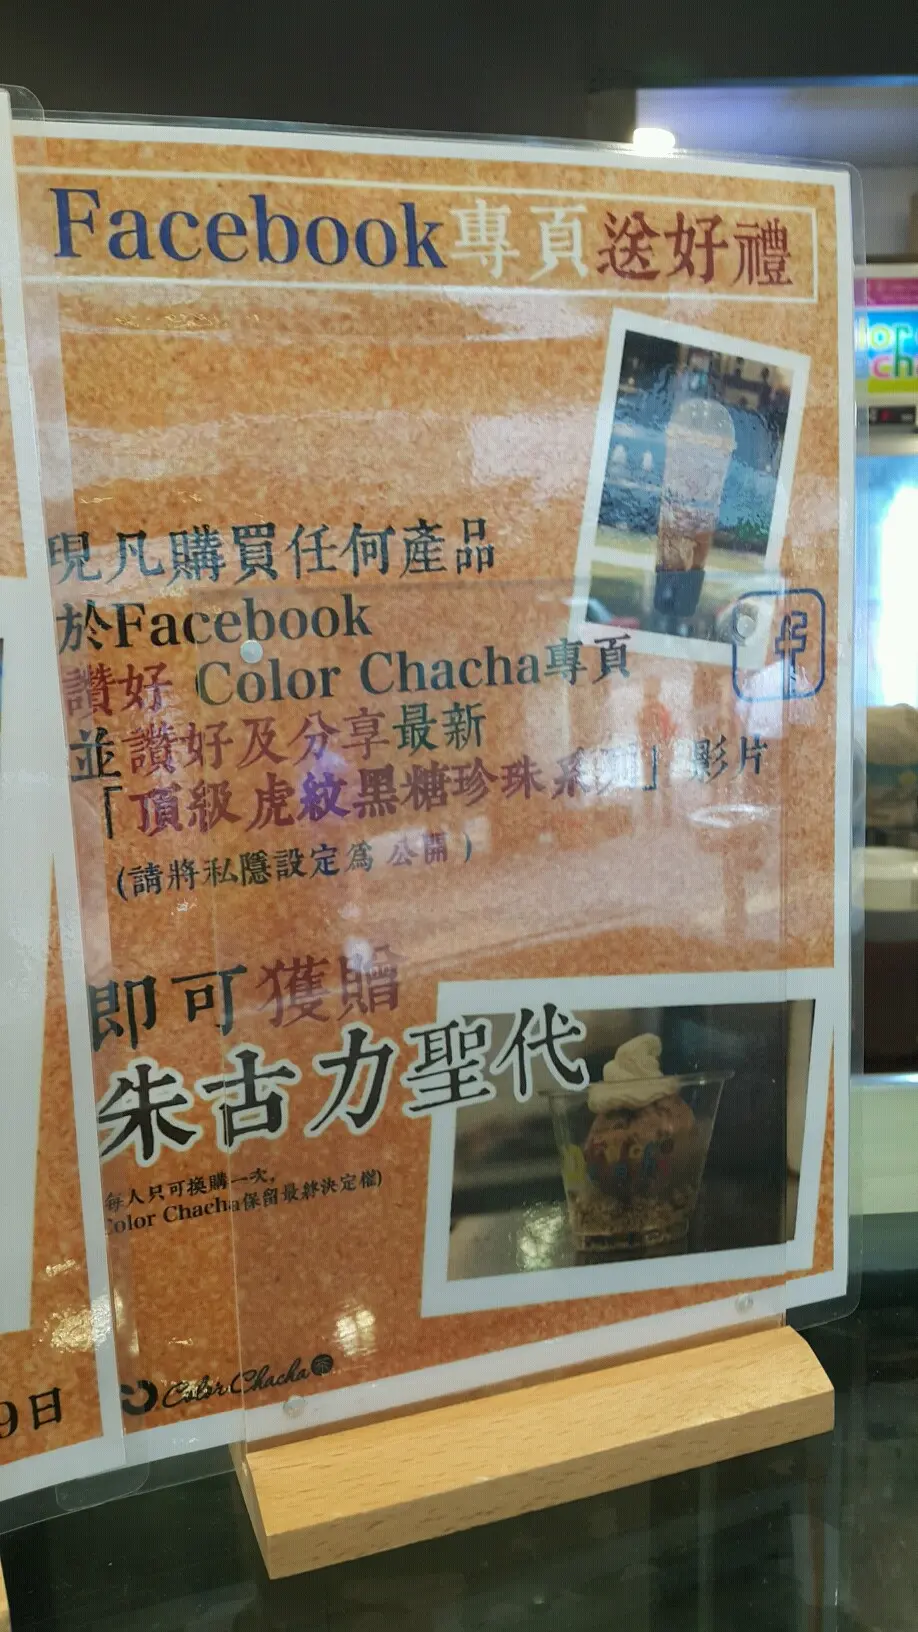 Facebook專頁送好禮
現凡購買任何產品
於Facebook
讚好 Color Chacha專頁
並讚好及分享最新
「頂級虎紋黑糖珍珠系列」影片
(請將私隱設定為 公開 )
即可獲贈
朱古力聖代
每人只可換購一次,
Color Chacha保留最終決定權)
Color Chacha
9日